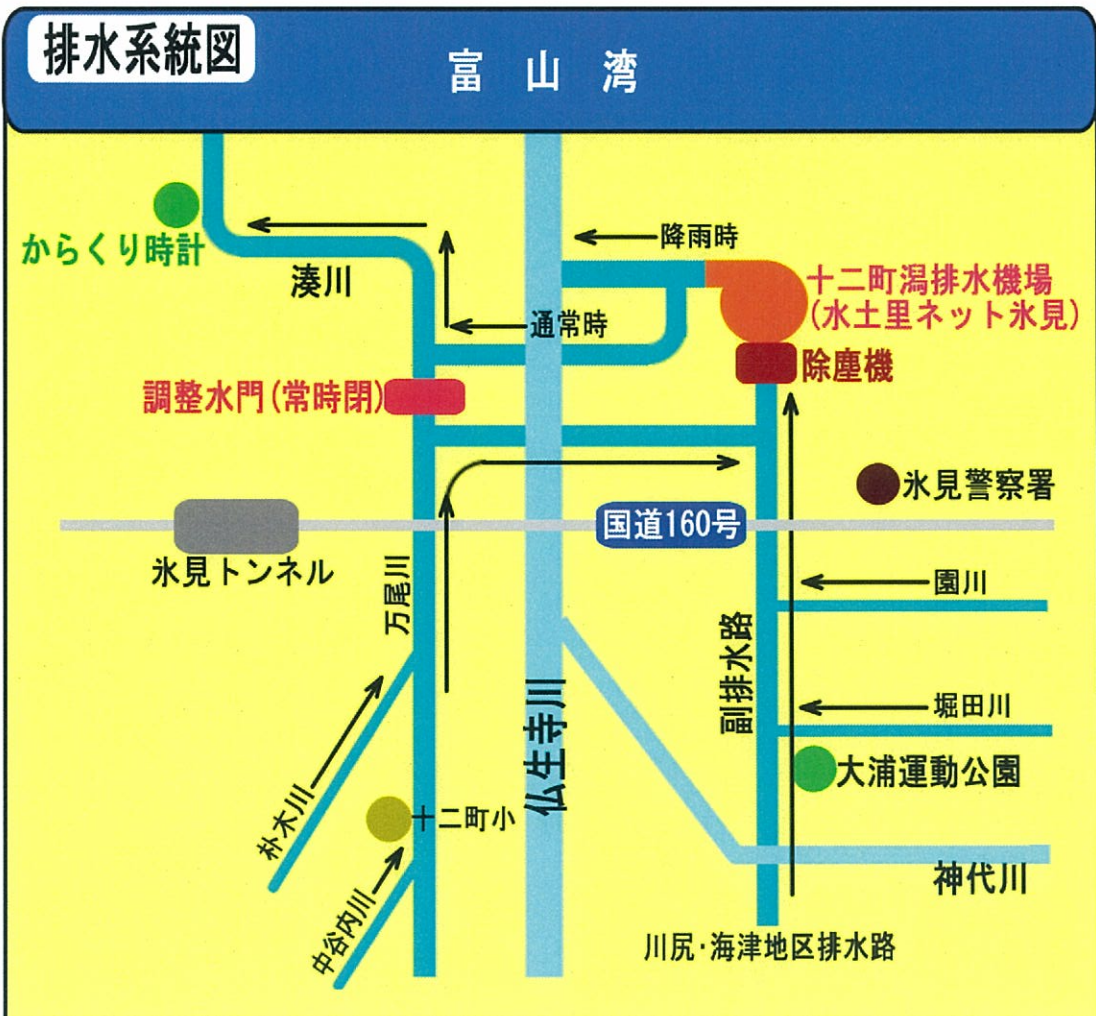 排水系統図
富山湾
からくり時計
湊川
降雨時
十二町潟排水機場
(水土里ネット氷見)
通常時
除塵機
調整水門(常時閉)
氷見警察署
国道160号
氷見トンネル
万尾川
園川
副排水路
仏生寺川
堀田川
大浦運動公園
朴木川
十二町小
神代川
中谷内川
川尻・海津地区排水路